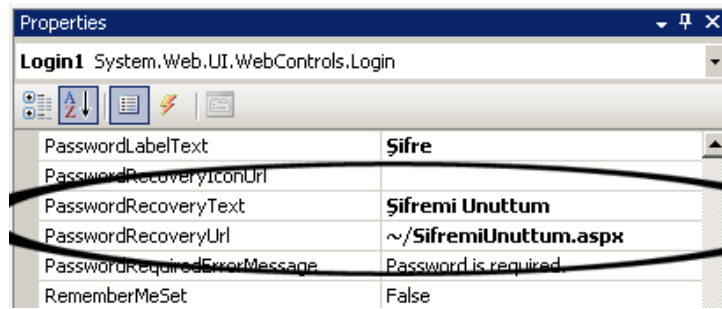 Properties
Login1 System.Web.UI.WebControls.Login
PasswordLabelText Şifre
PasswordRecoveryIconUrl
PasswordRecoveryText Şifremi Unuttum
PasswordRecoveryUrl ~/SifremiUnuttum.aspx
PasswordRequiredErrorMessage Password is required.
RememberMeSet False